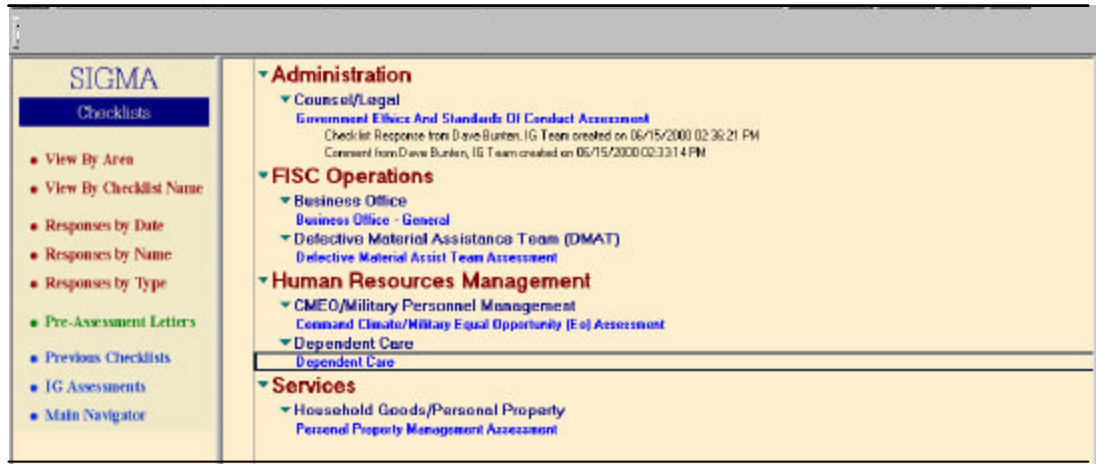 SIGMA
Checklists
View By Area
View By Checklist Name
Responses by Date
Responses by Name
Responses by Type
Pre-Assessment Letters
Previous Checklists
IG Assessments
Main Navigator
Administration
Counsel/Legal
Government Ethics And Standards Of Conduct Assessment
Checklist Response from Dave Bunten, IG Team created on 06/15/2000 02:36:21 PM
Comment from Dave Bunten, IG Team created on 06/15/2000 02:33:14 PM
FISC Operations
Business Office
Business Office - General
Defective Material Assistance Team (DMAT)
Defective Material Assist Team Assessment
Human Resources Management
CMEO/Military Personnel Management
Command Climate/Military Equal Opportunity (Eo) Assessment
Dependent Care
Dependent Care
Services
Household Goods/Personal Property
Personal Property Management Assessment